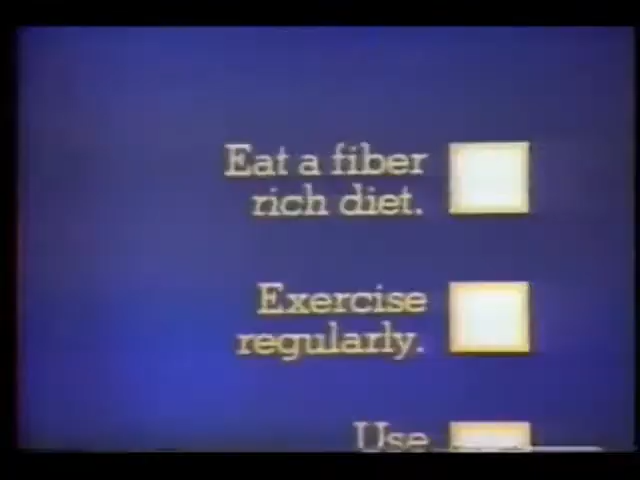 Eat a fiber
rich diet.
Exercise
regularly.
Use